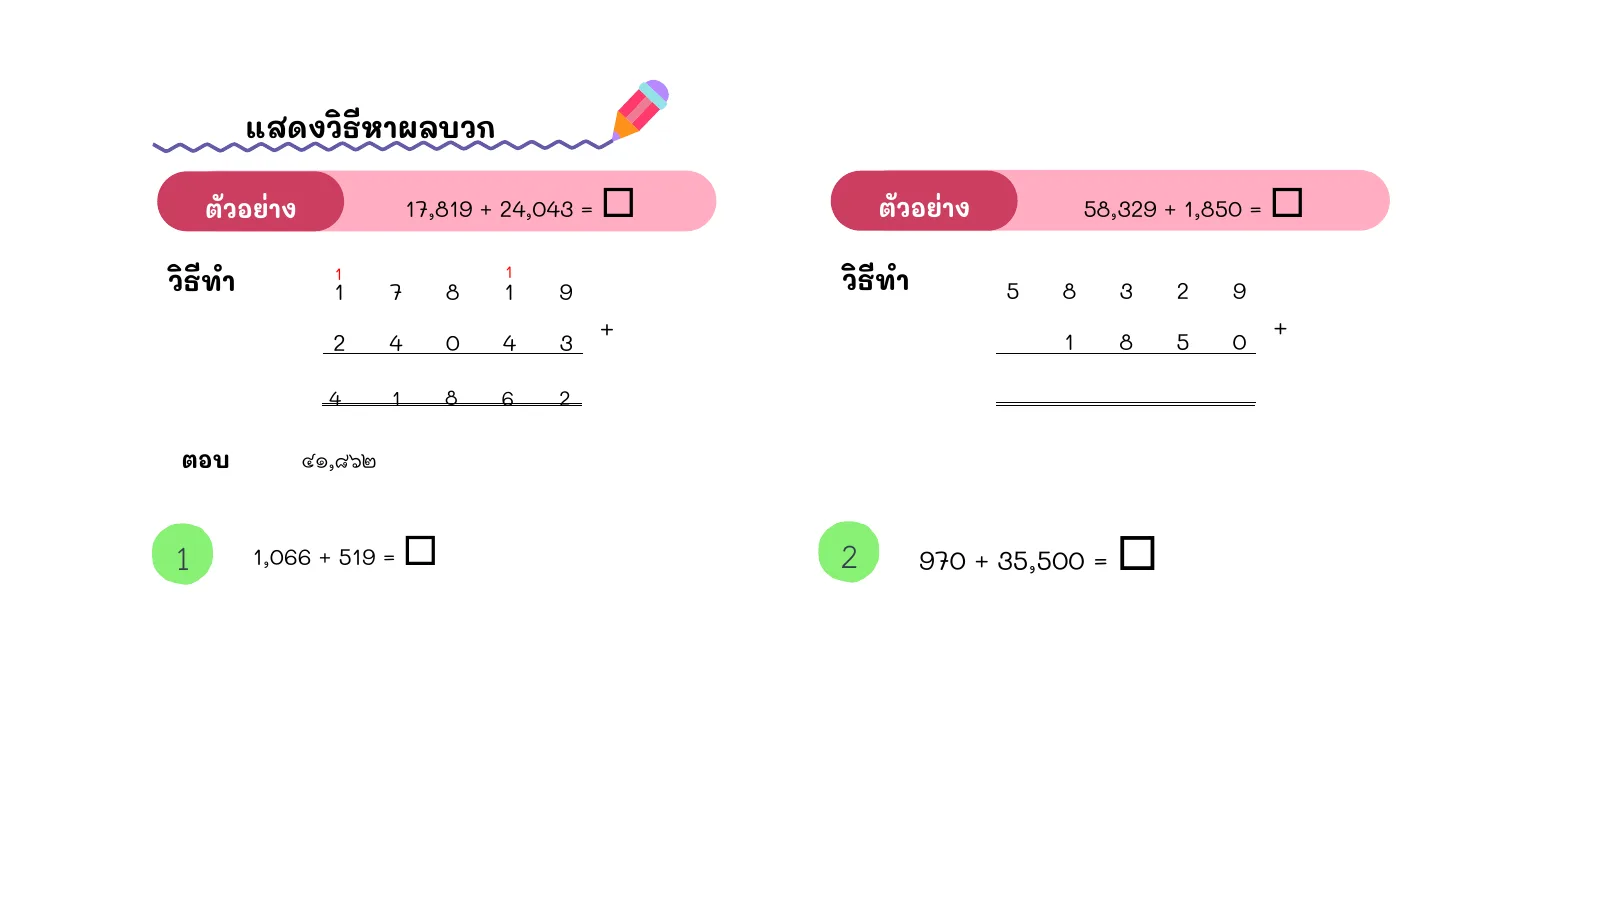 แสดงวิธีหาผลบวก
ตัวอย่าง 17,819 + 24,043 = □
วิธีทำ
1 1
1 7 8 1 9
+
2 4 0 4 3
4 1 8 6 2
ตอบ ๔๑,๘๖๒
ตัวอย่าง 58,329 + 1,850 = □
วิธีทำ
5 8 3 2 9
+
1 8 5 0
1 1,066 + 519 = □
2 970 + 35,500 = □